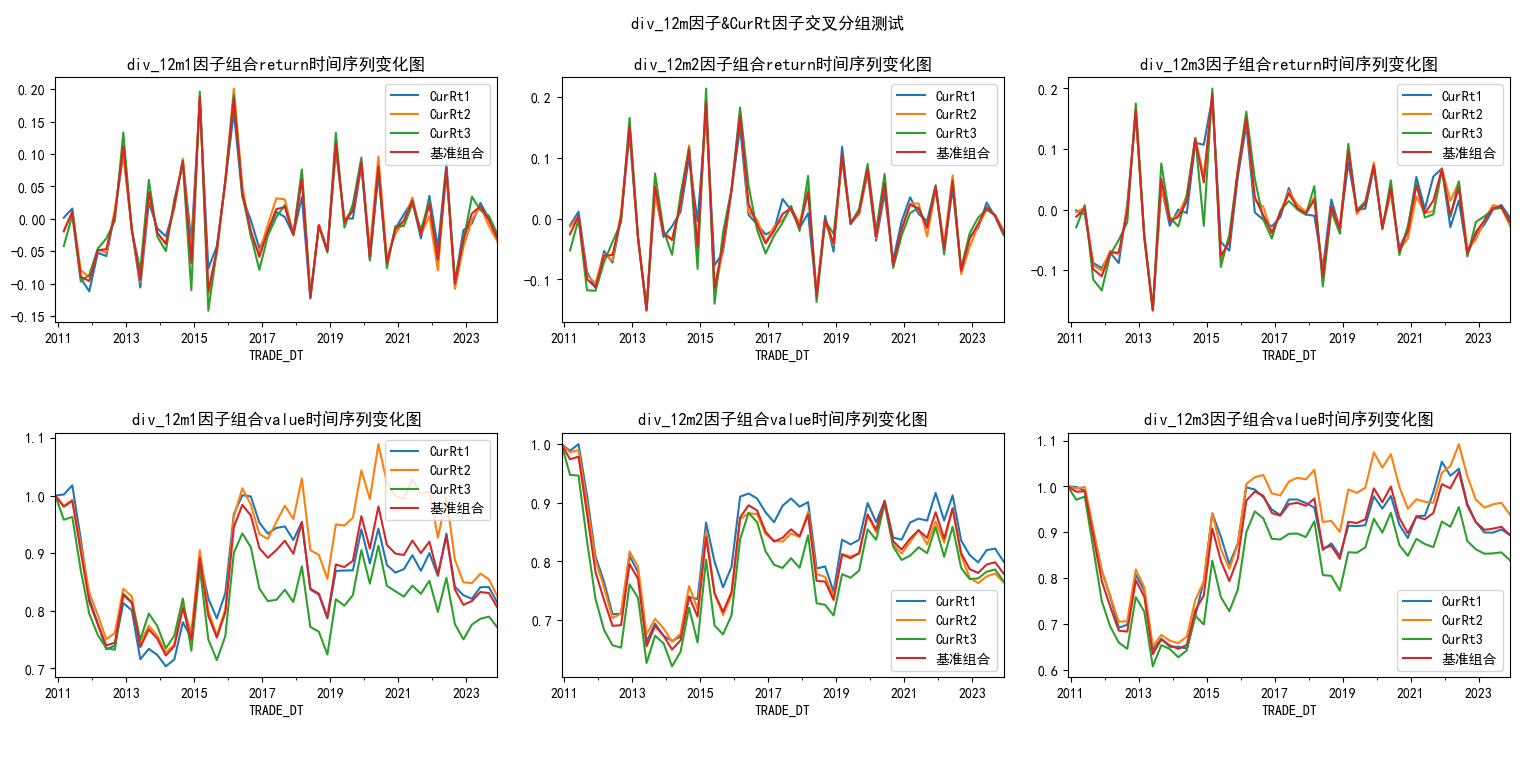 div_12m因子&CurRt因子交叉分组测试
div_12m1因子组合return时间序列变化图
0.20
0.15
0.10
0.05
0.00
−0.05
−0.10
−0.15
CurRt1
CurRt2
CurRt3
基准组合
2011
2013
2015
2017
2019
2021
2023
TRADE_DT
div_12m2因子组合return时间序列变化图
0.2
0.1
0.0
−0.1
CurRt1
CurRt2
CurRt3
基准组合
2011
2013
2015
2017
2019
2021
2023
TRADE_DT
div_12m3因子组合return时间序列变化图
0.2
0.1
0.0
−0.1
CurRt1
CurRt2
CurRt3
基准组合
2011
2013
2015
2017
2019
2021
2023
TRADE_DT
div_12m1因子组合value时间序列变化图
1.1
1.0
0.9
0.8
0.7
CurRt1
CurRt2
CurRt3
基准组合
2011
2013
2015
2017
2019
2021
2023
TRADE_DT
div_12m2因子组合value时间序列变化图
1.0
0.9
0.8
0.7
CurRt1
CurRt2
CurRt3
基准组合
2011
2013
2015
2017
2019
2021
2023
TRADE_DT
div_12m3因子组合value时间序列变化图
1.1
1.0
0.9
0.8
0.7
0.6
CurRt1
CurRt2
CurRt3
基准组合
2011
2013
2015
2017
2019
2021
2023
TRADE_DT